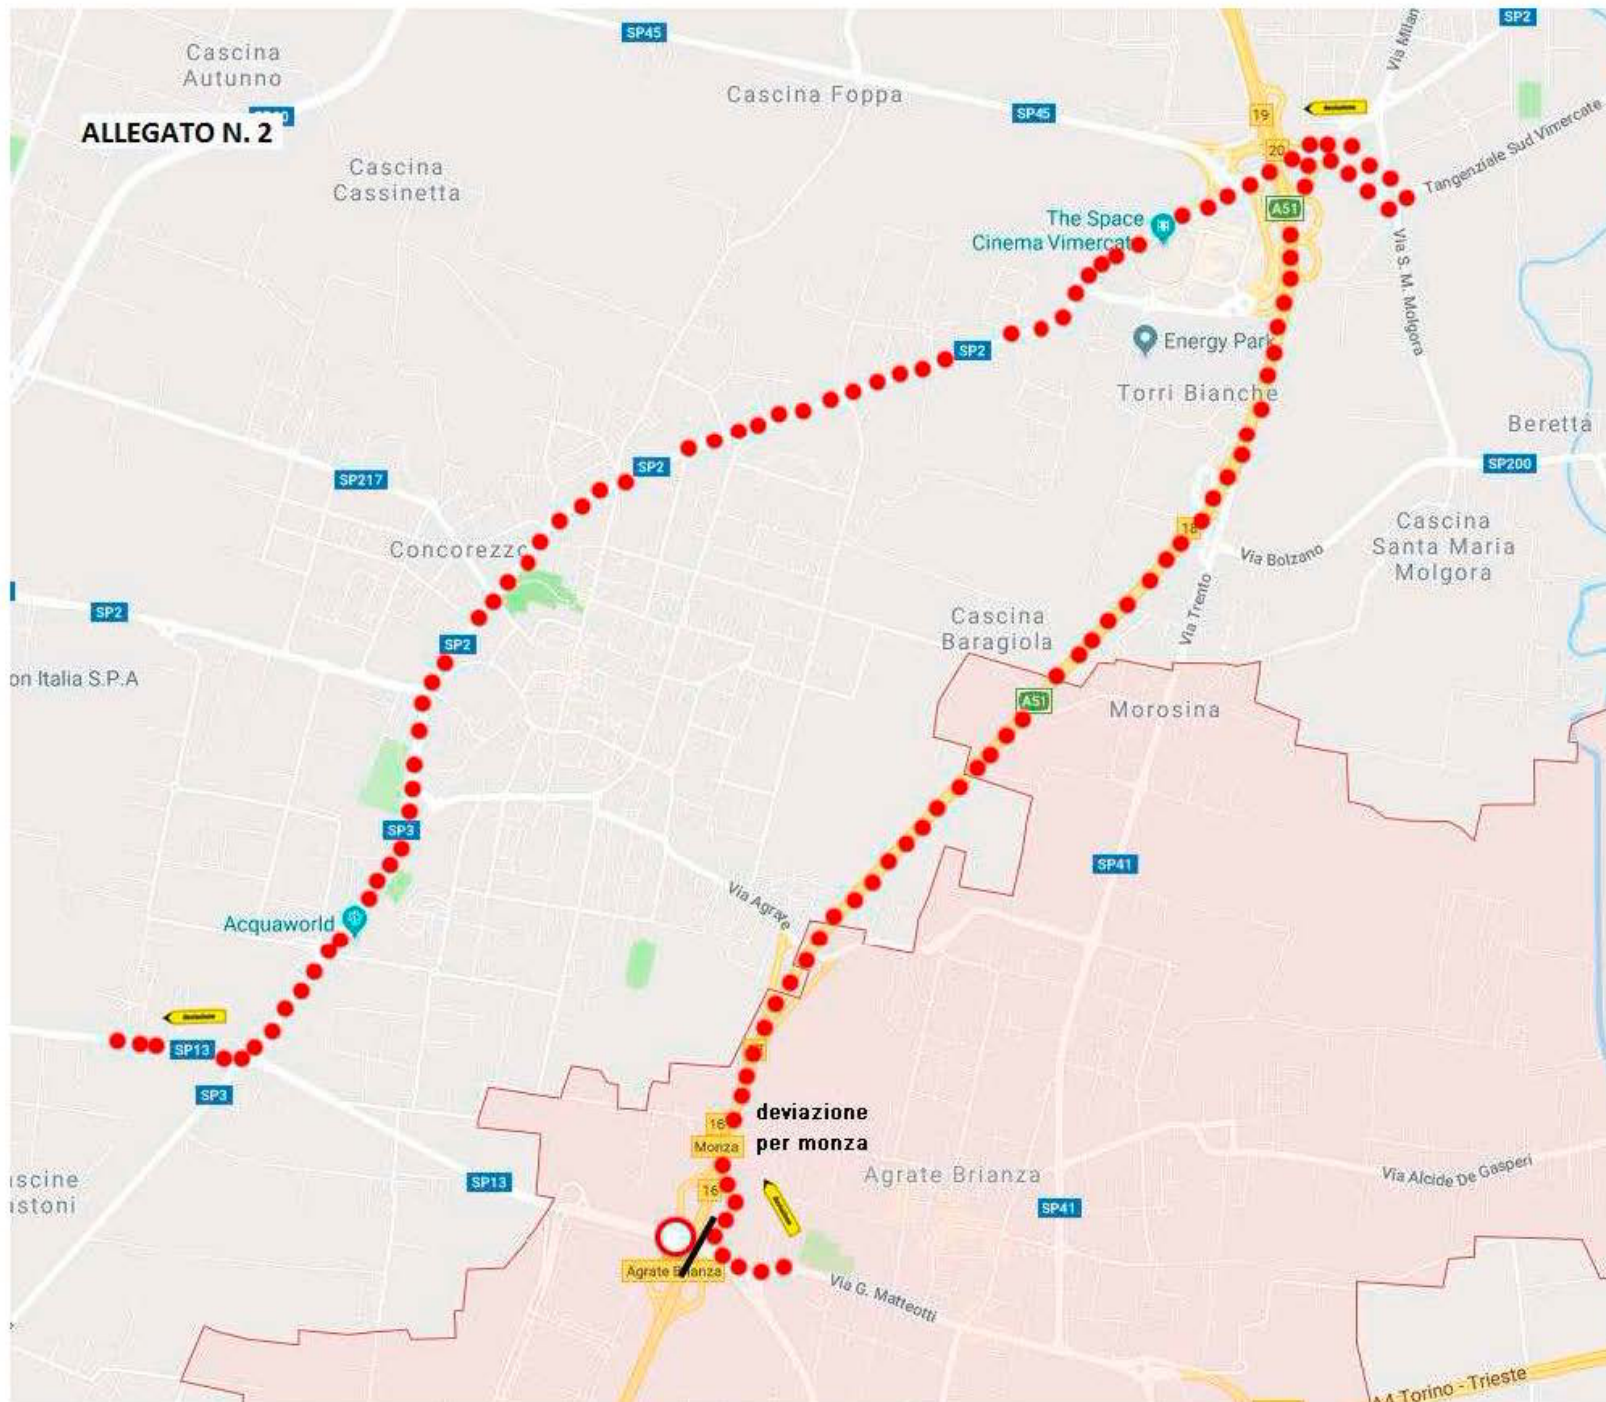 SP45
SP2
Via Milan
Cascina
Autunno
Cascina Foppa
SP45
19
ALLEGATO N. 2
20
Tangenziale Sud Vimercate
Cascina
Cassinetta
A51
The Space
Cinema Vimercat
Via S. M. Molgora
Energy Park
SP2
Torri Bianche
Beretta
SP2
SP200
SP217
18
Cascina
Santa Maria
Molgora
Concorezzo
Via Bolzano
SP2
Via Trento
Cascina
Baragiola
SP2
on Italia S.P.A
A51
Morosina
SP3
SP41
Via Agrate
Acquaworld
SP13
SP3
deviazione
per monza
16
Monza
Agrate Brianza
Via Alcide De Gasperi
SP13
16
SP41
Agrate Brianza
Via G. Matteotti
A4 Torino - Trieste